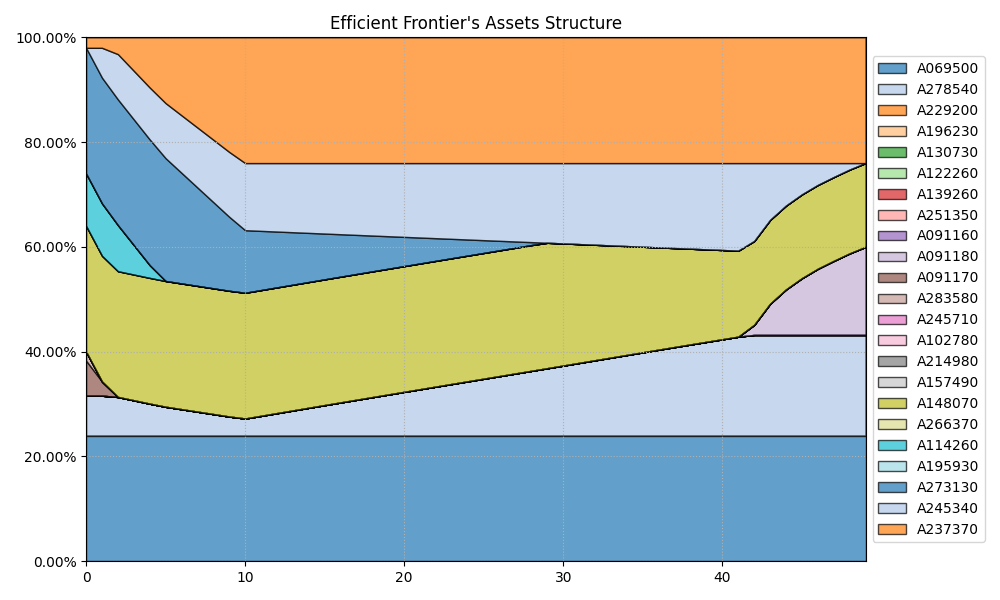 Efficient Frontier's Assets Structure
100.00%
80.00%
60.00%
40.00%
20.00%
0.00%
0
10
20
30
40
A069500
A278540
A229200
A196230
A130730
A122260
A139260
A251350
A091160
A091180
A091170
A283580
A245710
A102780
A214980
A157490
A148070
A266370
A114260
A195930
A273130
A245340
A237370